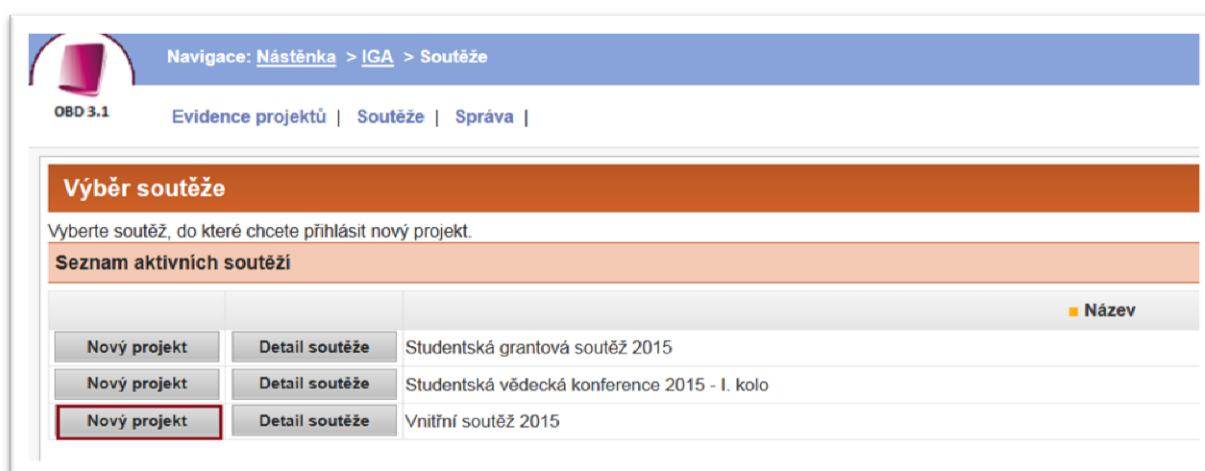 Navigace: Nástěnka > IGA > Soutěže
OBD 3.1
Evidence projektů | Soutěže | Správa |
Výběr soutěže
Vyberte soutěž, do které chcete přihlásit nový projekt.
Seznam aktivních soutěží
Název
Nový projekt Detail soutěže Studentská grantová soutěž 2015
Nový projekt Detail soutěže Studentská vědecká konference 2015 - I. kolo
Nový projekt Detail soutěže Vnitřní soutěž 2015